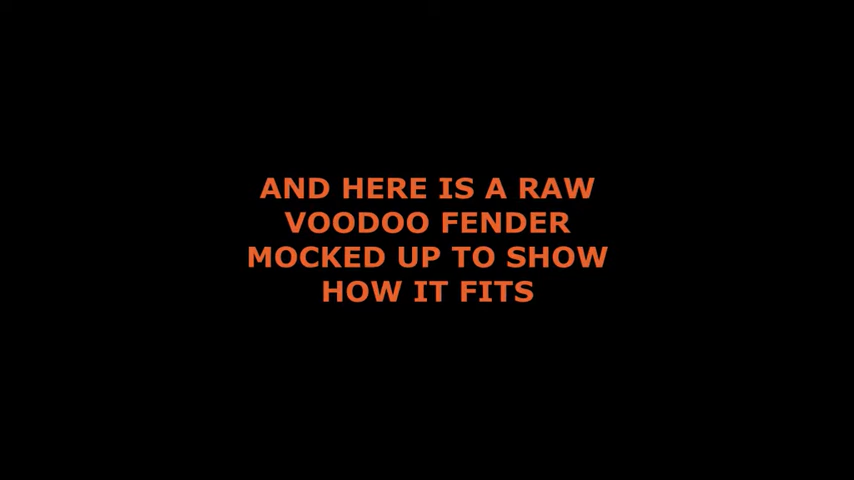 AND HERE IS A RAW
VOODOO FENDER
MOCKED UP TO SHOW
HOW IT FITS